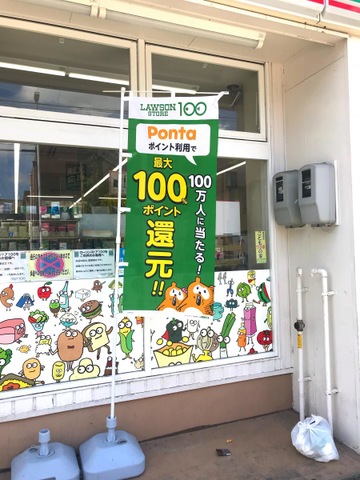 LAWSON
STORE 100
Ponta
ポイント利用で
最大
100%
ポイント
還元!!
100万人に当たる!